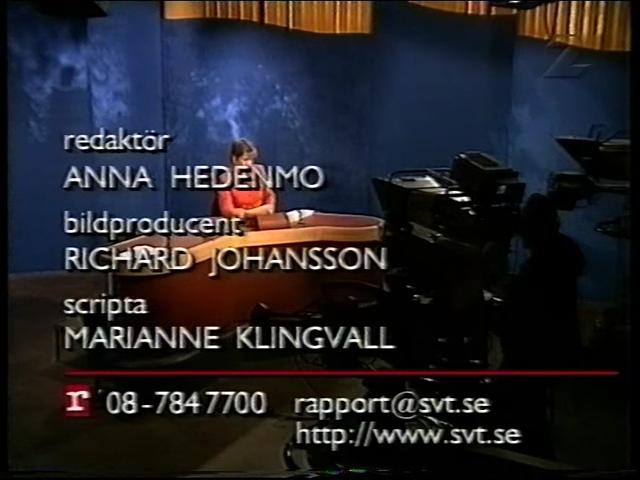 2
redaktör
ANNA HEDENMO
bildproducent
RICHARD JOHANSSON
scripta
MARIANNE KLINGVALL
r 08-784 7700 rapport@svt.se
http://www.svt.se